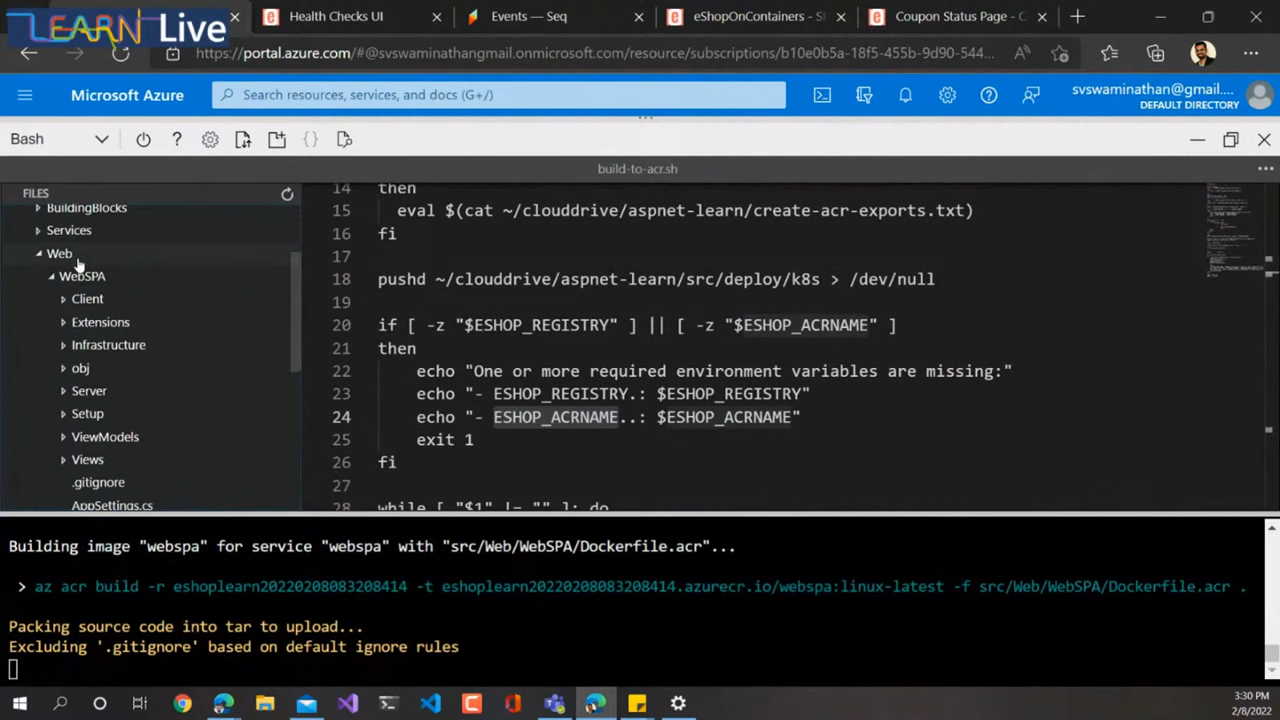 LEARN Live
Health Checks UI
Events — Seq
eShopOnContainers - S
Coupon Status Page - C
https://portal.azure.com/#@svswaminathangmail.onmicrosoft.com/resource/subscriptions/b10e0b5a-18f5-455b-9d90-544...
Microsoft Azure
Search resources, services, and docs (G+/)
svswaminathan@gmail....
DEFAULT DIRECTORY
Bash
build-to-acr.sh
FILES
BuildingBlocks
Services
Web
WebSPA
Client
Extensions
Infrastructure
obj
Server
Setup
ViewModels
Views
.gitignore
AppSettings.cs
14 then
15 eval $(cat ~/clouddrive/aspnet-learn/create-acr-exports.txt)
16 fi
17
18 pushd ~/clouddrive/aspnet-learn/src/deploy/k8s > /dev/null
19
20 if [ -z "$ESHOP_REGISTRY" ] || [ -z "$ESHOP_ACRNAME" ]
21 then
22 echo "One or more required environment variables are missing:"
23 echo "- ESHOP_REGISTRY.: $ESHOP_REGISTRY"
24 echo "- ESHOP_ACRNAME..: $ESHOP_ACRNAME"
25 exit 1
26 fi
27
28 while [ "$1" != "" ]; do
Building image "webspa" for service "webspa" with "src/Web/WebSPA/Dockerfile.acr"...
> az acr build -r eshoplearn20220208083208414 -t eshoplearn20220208083208414.azurecr.io/webspa:linux-latest -f src/Web/WebSPA/Dockerfile.acr .
Packing source code into tar to upload...
Excluding '.gitignore' based on default ignore rules
3:30 PM
2/8/2022